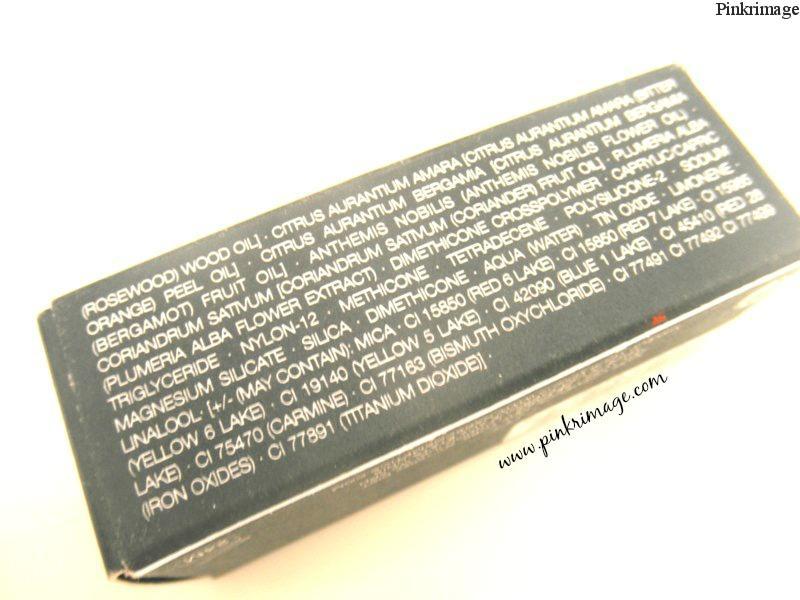 Pinkrimage
(ROSEWOOD) WOOD OIL] · CITRUS AURANTIUM AMARA [CITRUS AURANTIUM AMARA (BITTER
ORANGE) PEEL OIL] · CITRUS AURANTIUM BERGAMIA [CITRUS AURANTIUM BERGAMIA
(BERGAMOT) FRUIT OIL] · ANTHEMIS NOBILIS (ANTHEMIS NOBILIS FLOWER OIL) ·
CORIANDRUM SATIVUM [CORIANDRUM SATIVUM (CORIANDER) FRUIT OIL] · PLUMERIA ALBA
(PLUMERIA ALBA FLOWER EXTRACT) · DIMETHICONE CROSSPOLYMER · CAPRYLIC/CAPRIC
TRIGLYCERIDE · NYLON-12 · METHICONE · TETRADECENE · POLYSILICONE-2 · SODIUM
MAGNESIUM SILICATE · SILICA · DIMETHICONE · AQUA (WATER) · TIN OXIDE · LIMONENE ·
LINALOOL· [+/- (MAY CONTAIN): MICA · CI 15850 (RED 6 LAKE) · CI 15850 (RED 7 LAKE) · CI 15985
(YELLOW 6 LAKE) · CI 19140 (YELLOW 5 LAKE) · CI 42090 (BLUE 1 LAKE) · CI 45410 (RED 28
LAKE) · CI 75470 (CARMINE) · CI 77163 (BISMUTH OXYCHLORIDE) · CI 77491 CI 77492 CI 77499
(IRON OXIDES) · CI 77891 (TITANIUM DIOXIDE)] ·
www.pinkrimage.com